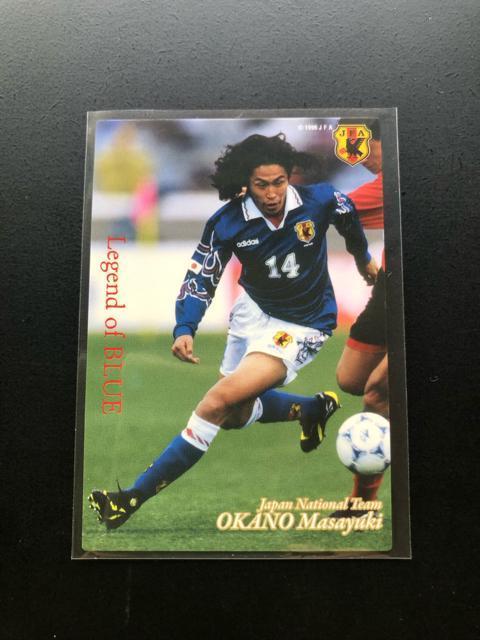 © 1998 J F A
JFA
adidas
14
Legend of BLUE
Japan National Team
OKANO Masayuki